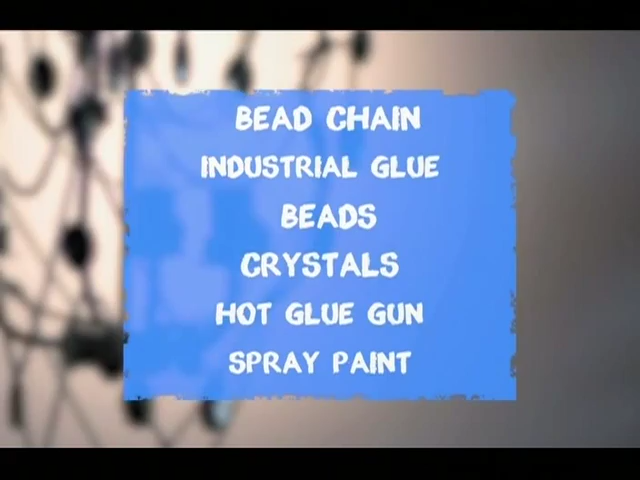 BEAD CHAIN
INDUSTRIAL GLUE
BEADS
CRYSTALS
HOT GLUE GUN
SPRAY PAINT